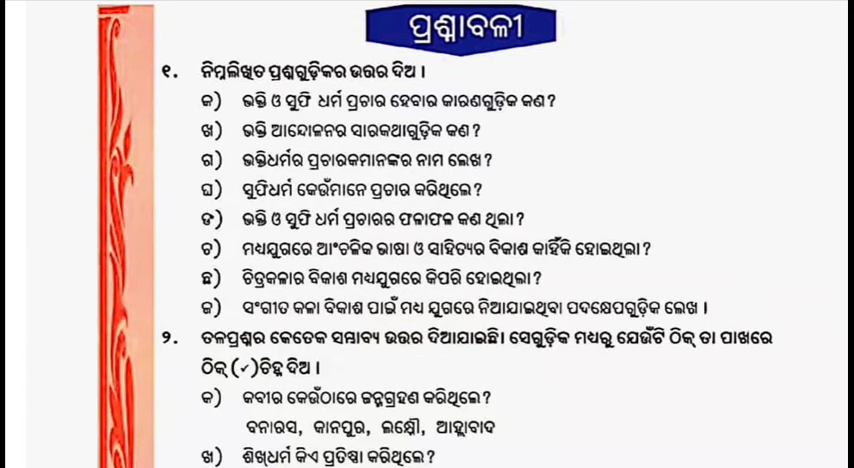 ପ୍ରଶ୍ନାବଳୀ
୧. ନିମ୍ନଲିଖିତ ପ୍ରଶ୍ନଗୁଡ଼ିକର ଉତ୍ତର ଦିଅ ।
କ) ଭକ୍ତି ଓ ସୁଫି ଧର୍ମ ପ୍ରଚାର ହେବାର କାରଣଗୁଡ଼ିକ କଣ ?
ଖ) ଭକ୍ତି ଆନ୍ଦୋଳନର ସାରକଥାଗୁଡ଼ିକ କଣ ?
ଗ) ଭକ୍ତିଧର୍ମର ପ୍ରଚାରକମାନଙ୍କର ନାମ ଲେଖ ?
ଘ) ସୁଫିଧର୍ମ କେଉଁମାନେ ପ୍ରଚାର କରିଥିଲେ ?
ଙ) ଭକ୍ତି ଓ ସୁଫି ଧର୍ମ ପ୍ରଚାରର ଫଳାଫଳ କଣ ଥିଲା ?
ଚ) ମଧ୍ୟଯୁଗରେ ଆଂଚଳିକ ଭାଷା ଓ ସାହିତ୍ୟର ବିକାଶ କାହିଁକି ହୋଇଥିଲା ?
ଛ) ଚିତ୍ରକଳାର ବିକାଶ ମଧ୍ୟଯୁଗରେ କିପରି ହୋଇଥିଲା ?
ଜ) ସଂଗୀତ କଳା ବିକାଶ ପାଇଁ ମଧ୍ୟ ଯୁଗରେ ନିଆଯାଇଥିବା ପଦକ୍ଷେପଗୁଡ଼ିକ ଲେଖ ।
୨. ତଳପ୍ରଶ୍ନର କେତେକ ସମ୍ଭାବ୍ୟ ଉତ୍ତର ଦିଆଯାଇଛି। ସେଗୁଡ଼ିକ ମଧ୍ୟରୁ ଯେଉଁଟି ଠିକ୍ ତା ପାଖରେ
ଠିକ୍ (✓) ଚିହ୍ନ ଦିଅ ।
କ) କବୀର କେଉଁଠାରେ ଜନ୍ମଗ୍ରହଣ କରିଥିଲେ ?
ବନାରସ, କାନପୁର, ଲକ୍ଷ୍ନୌ, ଆହ୍ଲାବାଦ
ଖ) ଶିଖ୍‌ଧର୍ମ କିଏ ପ୍ରତିଷ୍ଠା କରିଥିଲେ ?